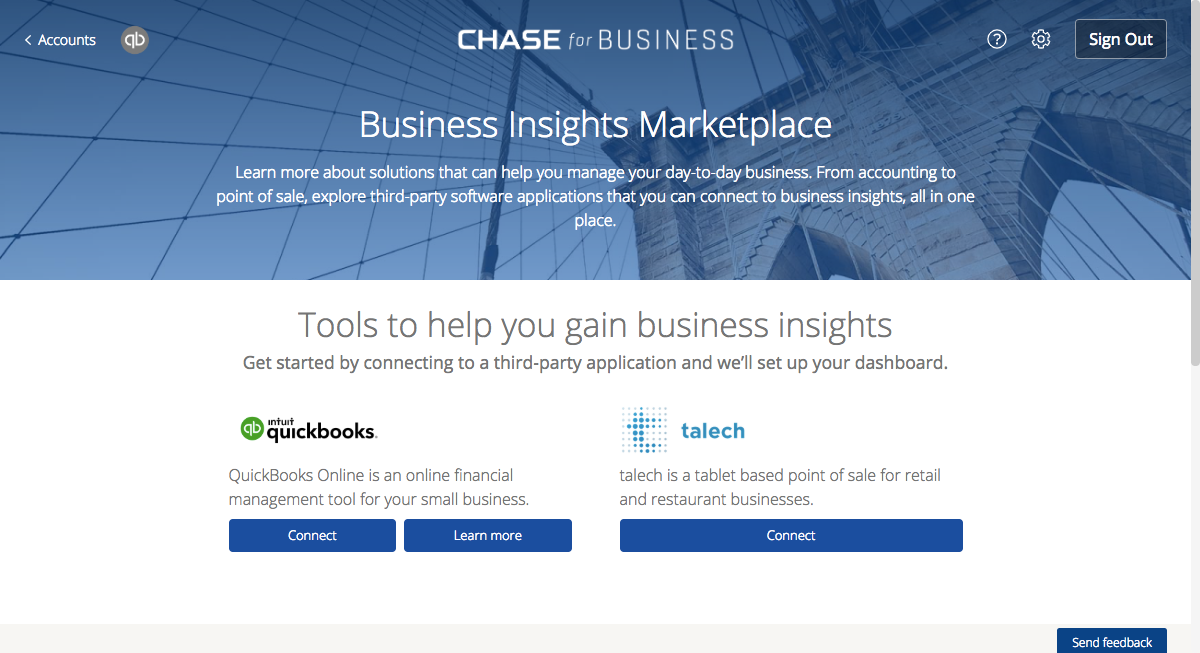 Accounts
qb
CHASE for BUSINESS
?
Sign Out
Business Insights Marketplace
Learn more about solutions that can help you manage your day-to-day business. From accounting to
point of sale, explore third-party software applications that you can connect to business insights, all in one
place.
Tools to help you gain business insights
Get started by connecting to a third-party application and we’ll set up your dashboard.
qb intuit quickbooks.
talech
QuickBooks Online is an online financial
management tool for your small business.
talech is a tablet based point of sale for retail
and restaurant businesses.
Connect
Learn more
Connect
Send feedback